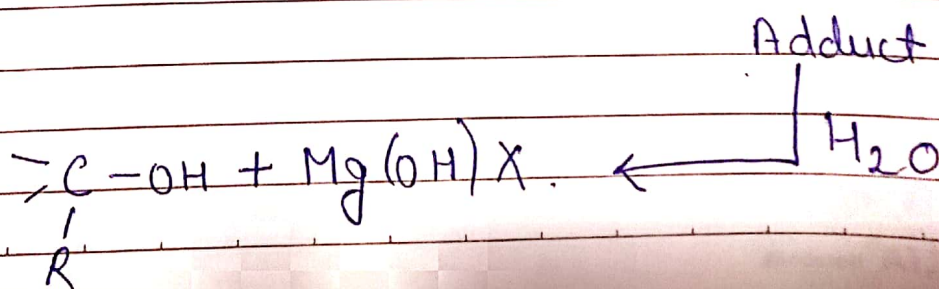 Adduct
H2O
>C-OH + Mg(OH)X.
R